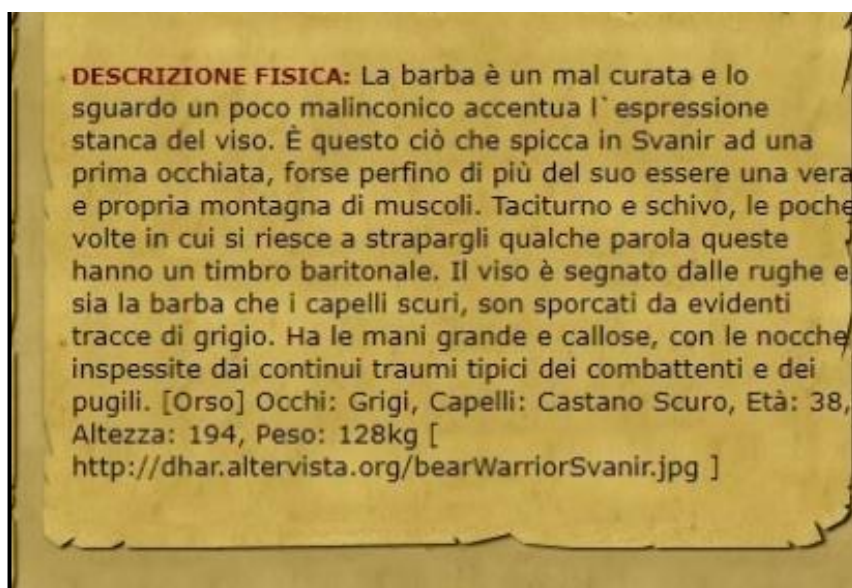 DESCRIZIONE FISICA: La barba è un mal curata e lo
sguardo un poco malinconico accentua l`espressione
stanca del viso. È questo ciò che spicca in Svanir ad una
prima occhiata, forse perfino di più del suo essere una vera
e propria montagna di muscoli. Taciturno e schivo, le poche
volte in cui si riesce a strapargli qualche parola queste
hanno un timbro baritonale. Il viso è segnato dalle rughe e
sia la barba che i capelli scuri, son sporcati da evidenti
tracce di grigio. Ha le mani grande e callose, con le nocche
inspessite dai continui traumi tipici dei combattenti e dei
pugili. [Orso] Occhi: Grigi, Capelli: Castano Scuro, Età: 38,
Altezza: 194, Peso: 128kg [
http://dhar.altervista.org/bearWarriorSvanir.jpg ]